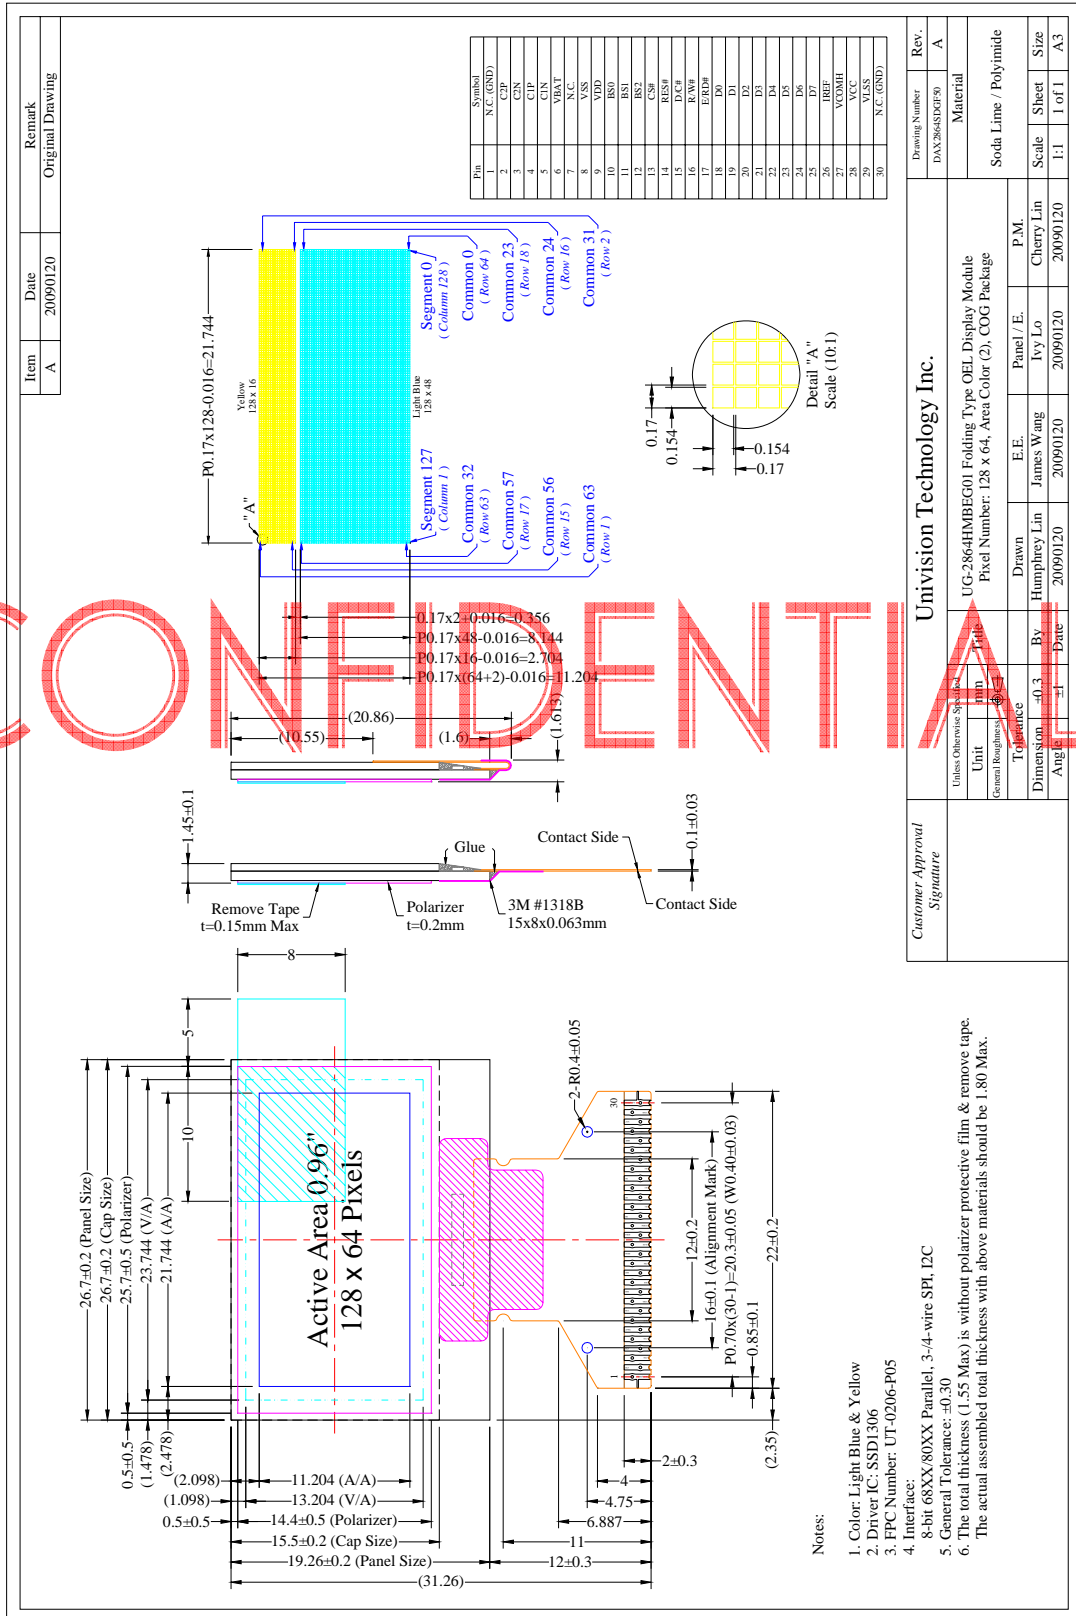 Item Date Remark
A 20090120 Original Drawing
P0.17x128-0.016=21.744
"A"
Yellow
128 x 16
Light Blue
128 x 48
Segment 127
( Column 1 )
Common 32
( Row 63 )
Common 57
( Row 17 )
Common 56
( Row 15 )
Common 63
( Row 1 )
Segment 0
( Column 128 )
Common 0
( Row 64 )
Common 23
( Row 18 )
Common 24
( Row 16 )
Common 31
( Row 2 )
0.17x2+0.016=0.356
P0.17x48-0.016=8.144
P0.17x16-0.016=2.704
P0.17x(64+2)-0.016=11.204
0.17
0.154
0.154
0.17
Detail "A"
Scale (10:1)
Pin Symbol
1 N.C. (GND)
2 C2P
3 C2N
4 C1P
5 C1N
6 VBAT
7 N.C.
8 VSS
9 VDD
10 BS0
11 BS1
12 BS2
13 CS#
14 RES#
15 D/C#
16 R/W#
17 E/RD#
18 D0
19 D1
20 D2
21 D3
22 D4
23 D5
24 D6
25 D7
26 IREF
27 VCOMH
28 VCC
29 VLSS
30 N.C. (GND)
CONFIDENTIAL
(20.86)
(10.55)
(1.6)
(1.613)
1.45±0.1
Glue
Contact Side
0.1±0.03
Contact Side
Remove Tape
t=0.15mm Max
Polarizer
t=0.2mm
3M #1318B
15x8x0.063mm
8
5
10
26.7±0.2 (Panel Size)
26.7±0.2 (Cap Size)
25.7±0.5 (Polarizer)
23.744 (V/A)
21.744 (A/A)
0.5±0.5
(1.478)
(2.478)
Active Area 0.96"
128 x 64 Pixels
(2.098)
11.204 (A/A)
(1.098)
13.204 (V/A)
0.5±0.5
14.4±0.5 (Polarizer)
15.5±0.2 (Cap Size)
19.26±0.2 (Panel Size)
(31.26)
2-R0.4±0.05
30
1
12±0.2
16±0.1 (Alignment Mark)
P0.70x(30-1)=20.3±0.05 (W0.40±0.03)
22±0.2
0.85±0.1
(2.35)
2±0.3
4
4.75
6.887
11
12±0.3
Notes:
1. Color: Light Blue & Yellow
2. Driver IC: SSD1306
3. FPC Number: UT-0206-P05
4. Interface:
8-bit 68XX/80XX Parallel, 3-/4-wire SPI, I2C
5. General Tolerance: ±0.30
6. The total thickness (1.55 Max) is without polarizer protective film & remove tape.
The actual assembled total thickness with above materials should be 1.80 Max.
Customer Approval
Signature
Unless Otherwise Specified
Unit mm
General Roughness
Tolerance
Dimension ±0.3
Angle ±1
Univision Technology Inc.
Title
UG-2864HMBEG01 Folding Type OEL Display Module
Pixel Number: 128 x 64, Area Color (2), COG Package
Drawn E.E. Panel / E. P.M.
By Humphrey Lin James Wang Ivy Lo Cherry Lin
Date 20090120 20090120 20090120 20090120
Drawing Number Rev.
DAX2864SDGF50 A
Material
Soda Lime / Polyimide
Scale Sheet Size
1:1 1 of 1 A3